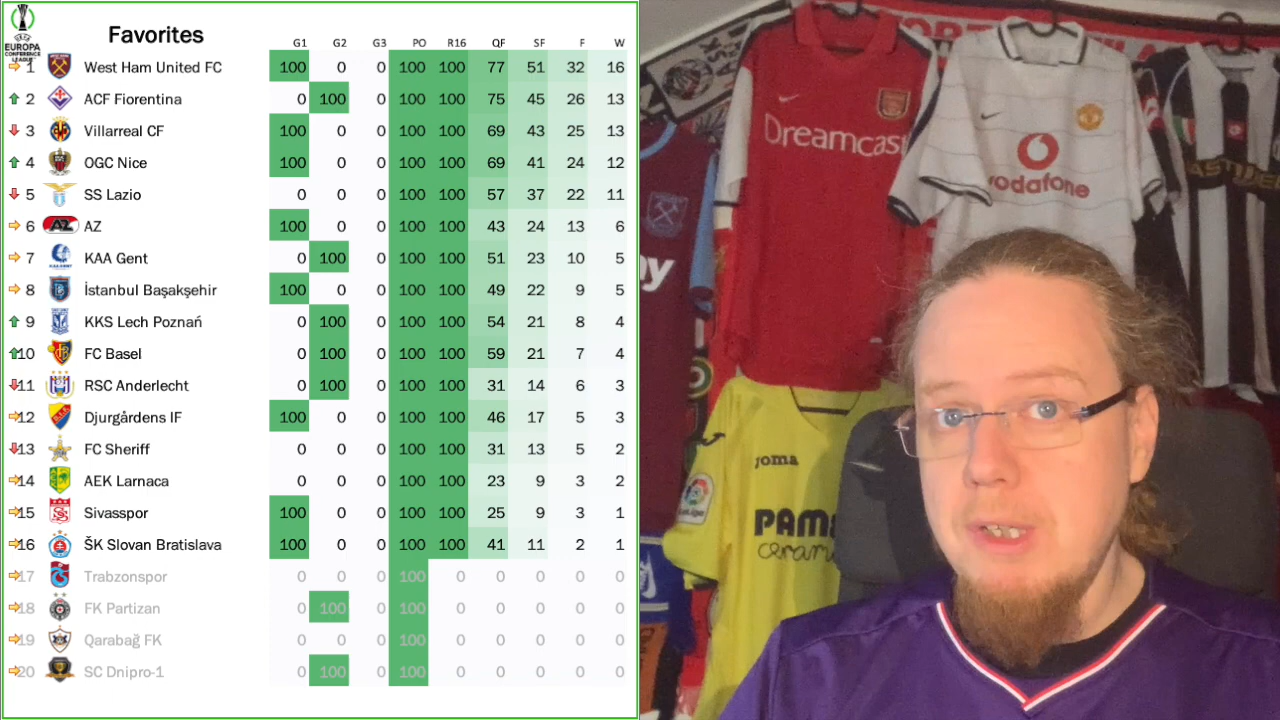 UEFA
EUROPA
CONFERENCE
LEAGUE
Favorites
G1 G2 G3 PO R16 QF SF F W
1 West Ham United FC 100 0 0 100 100 77 51 32 16
2 ACF Fiorentina 0 100 0 100 100 75 45 26 13
3 Villarreal CF 100 0 0 100 100 69 43 25 13
4 OGC Nice 100 0 0 100 100 69 41 24 12
5 SS Lazio 0 0 0 100 100 57 37 22 11
6 AZ AZ 100 0 0 100 100 43 24 13 6
7 KAA Gent 0 100 0 100 100 51 23 10 5
8 İstanbul Başakşehir 100 0 0 100 100 49 22 9 5
9 KKS Lech Poznań 0 100 0 100 100 54 21 8 4
10 FC Basel 0 100 0 100 100 59 21 7 4
11 RSC Anderlecht 0 100 0 100 100 31 14 6 3
12 Djurgårdens IF 100 0 0 100 100 46 17 5 3
13 FC Sheriff 0 0 0 100 100 31 13 5 2
14 AEK Larnaca 0 0 0 100 100 23 9 3 2
15 Sivasspor 100 0 0 100 100 25 9 3 1
16 ŠK Slovan Bratislava 100 0 0 100 100 41 11 2 1
17 Trabzonspor 0 0 0 100 0 0 0 0 0
18 FK Partizan 0 100 0 100 0 0 0 0 0
19 Qarabağ FK 0 0 0 100 0 0 0 0 0
20 SC Dnipro-1 0 100 0 100 0 0 0 0 0
Dreamcast
vodafone
Joma
PAM
ceram